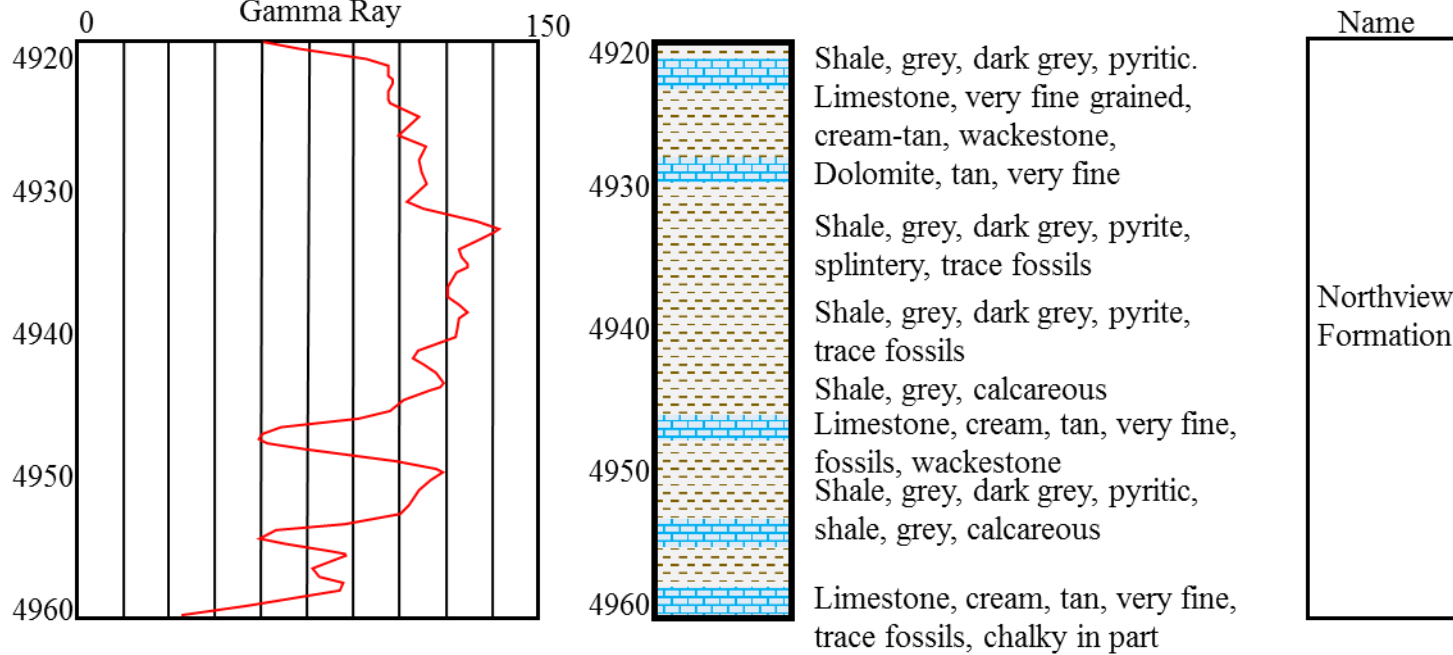 Gamma Ray
0
150
4920
4930
4940
4950
4960
4920
4930
4940
4950
4960
Shale, grey, dark grey, pyritic.
Limestone, very fine grained,
cream-tan, wackestone,
Dolomite, tan, very fine
Shale, grey, dark grey, pyrite,
splintery, trace fossils
Shale, grey, dark grey, pyrite,
trace fossils
Shale, grey, calcareous
Limestone, cream, tan, very fine,
fossils, wackestone
Shale, grey, dark grey, pyritic,
shale, grey, calcareous
Limestone, cream, tan, very fine,
trace fossils, chalky in part
Name
Northview
Formation